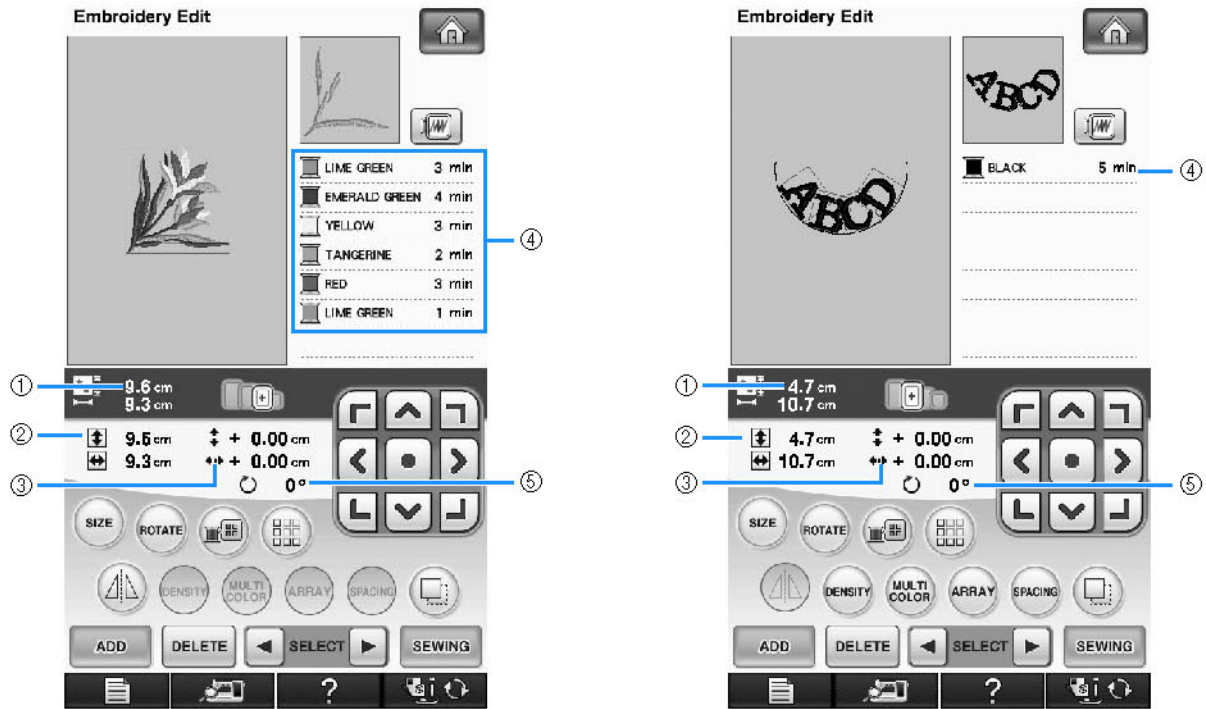 Embroidery Edit
LIME GREEN 3 min
EMERALD GREEN 4 min
YELLOW 3 min
TANGERINE 2 min
RED 3 min
LIME GREEN 1 min
④
① 9.6 cm
9.3 cm
② 9.6 cm + 0.00 cm
9.3 cm + 0.00 cm
③ 0° ⑤
SIZE ROTATE
DENSITY MULTI COLOR ARRAY SPACING
ADD DELETE SELECT SEWING
?
Embroidery Edit
ABCD
BLACK 5 min ④
ABCD
① 4.7 cm
10.7 cm
② 4.7 cm + 0.00 cm
10.7 cm + 0.00 cm
③ 0° ⑤
SIZE ROTATE
DENSITY MULTI COLOR ARRAY SPACING
ADD DELETE SELECT SEWING
?